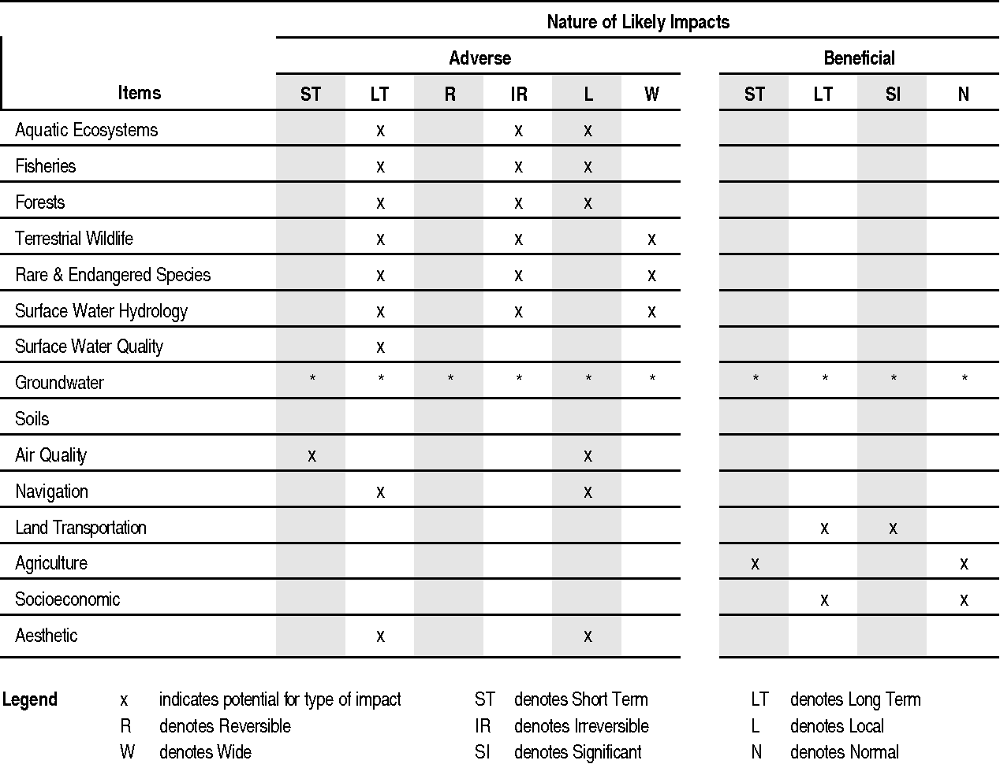 Nature of Likely Impacts
Adverse Beneficial
Items ST LT R IR L W ST LT SI N
Aquatic Ecosystems x x x
Fisheries x x x
Forests x x x
Terrestrial Wildlife x x x
Rare & Endangered Species x x x
Surface Water Hydrology x x x
Surface Water Quality x
Groundwater * * * * * * * * * *
Soils
Air Quality x x
Navigation x x
Land Transportation x x
Agriculture x x
Socioeconomic x x
Aesthetic x x
Legend x indicates potential for type of impact ST denotes Short Term LT denotes Long Term
R denotes Reversible IR denotes Irreversible L denotes Local
W denotes Wide SI denotes Significant N denotes Normal